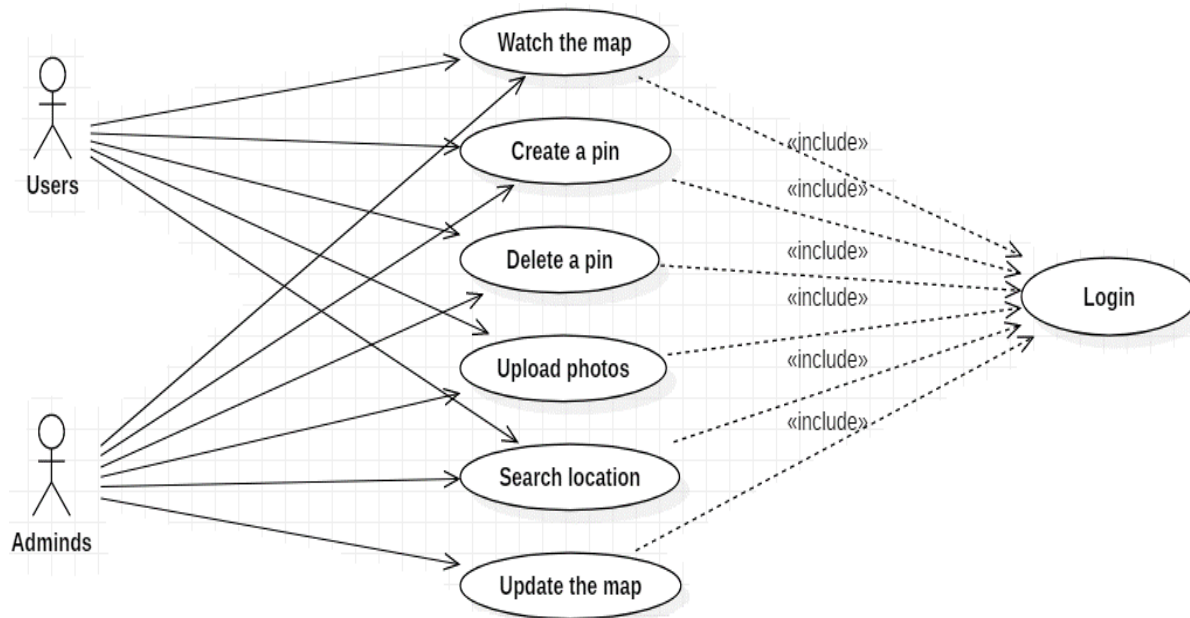 Watch the map
«include»
Create a pin
Users
«include»
Delete a pin
«include»
Login
«include»
Upload photos
«include»
Search location
«include»
Adminds
Update the map